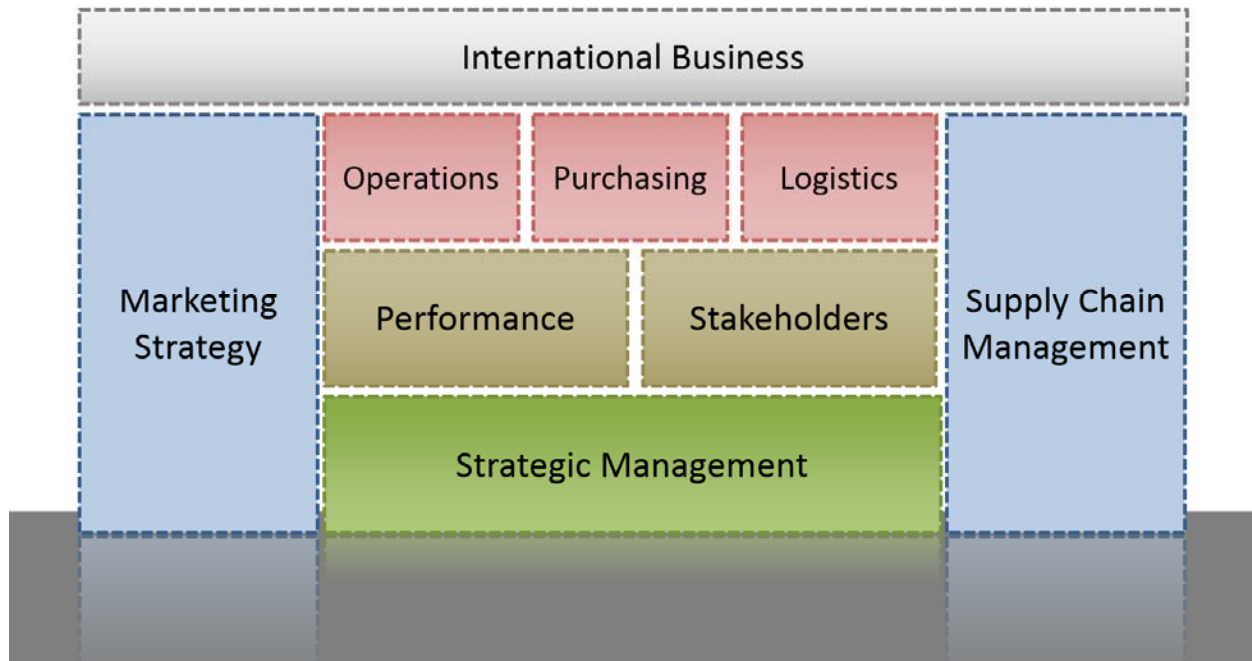 International Business
Operations
Purchasing
Logistics
Marketing
Strategy
Performance
Stakeholders
Supply Chain
Management
Strategic Management